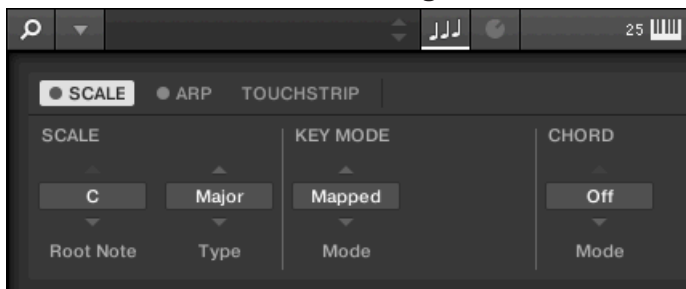 25
SCALE ARP TOUCHSTRIP
SCALE KEY MODE CHORD
C Major Mapped Off
Root Note Type Mode Mode